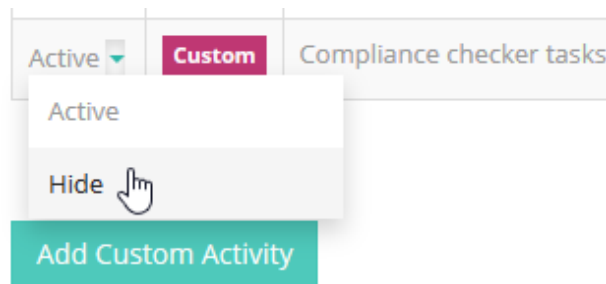 Active Custom Compliance checker tasks
Active
Hide
Add Custom Activity